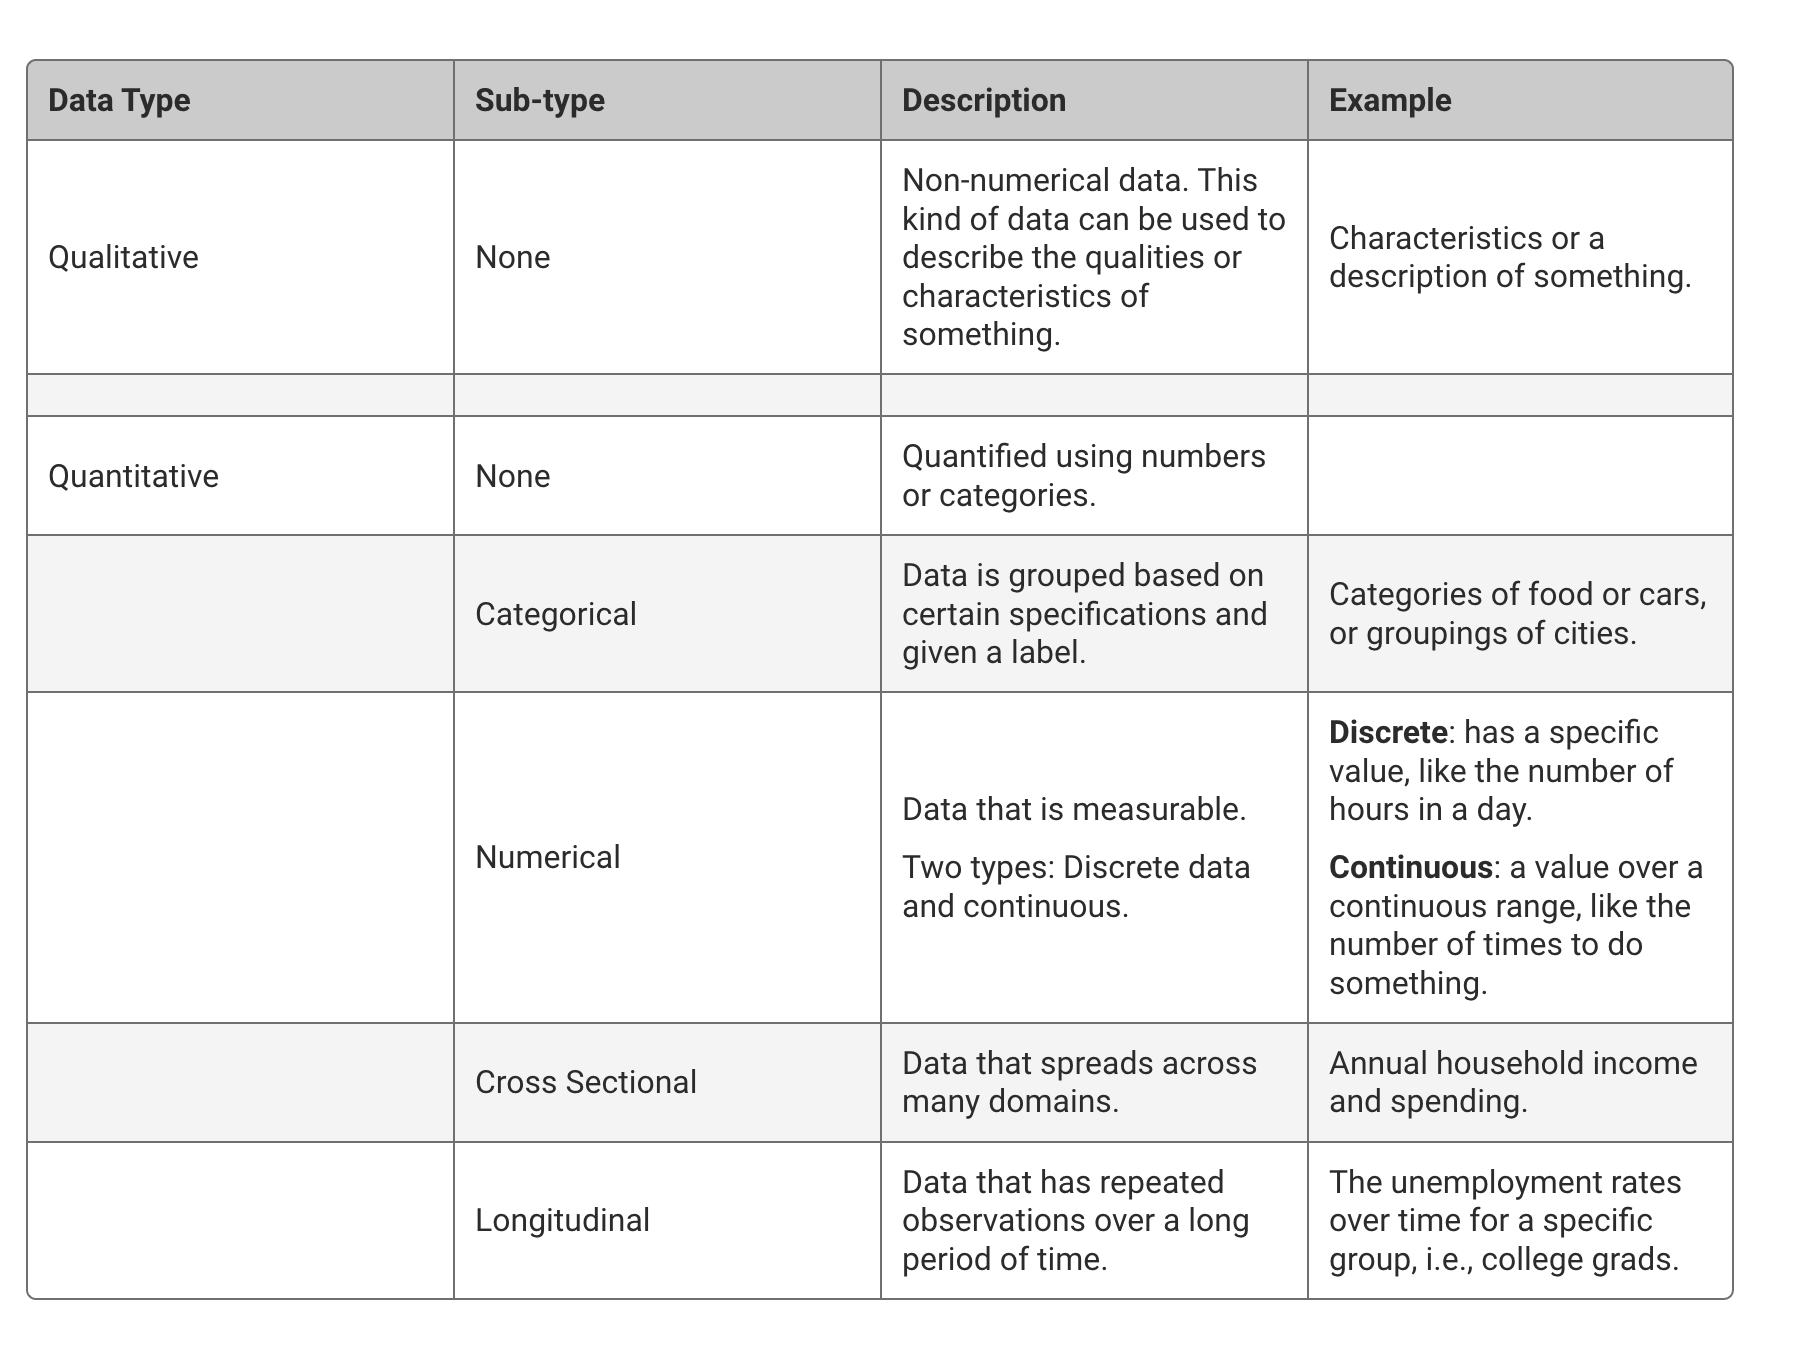 Data Type
Sub-type
Description
Example
Qualitative
None
Non-numerical data. This
kind of data can be used to
describe the qualities or
characteristics of
something.
Characteristics or a
description of something.
Quantitative
None
Quantified using numbers
or categories.
Categorical
Data is grouped based on
certain specifications and
given a label.
Categories of food or cars,
or groupings of cities.
Numerical
Data that is measurable.
Two types: Discrete data
and continuous.
Discrete: has a specific
value, like the number of
hours in a day.
Continuous: a value over a
continuous range, like the
number of times to do
something.
Cross Sectional
Data that spreads across
many domains.
Annual household income
and spending.
Longitudinal
Data that has repeated
observations over a long
period of time.
The unemployment rates
over time for a specific
group, i.e., college grads.